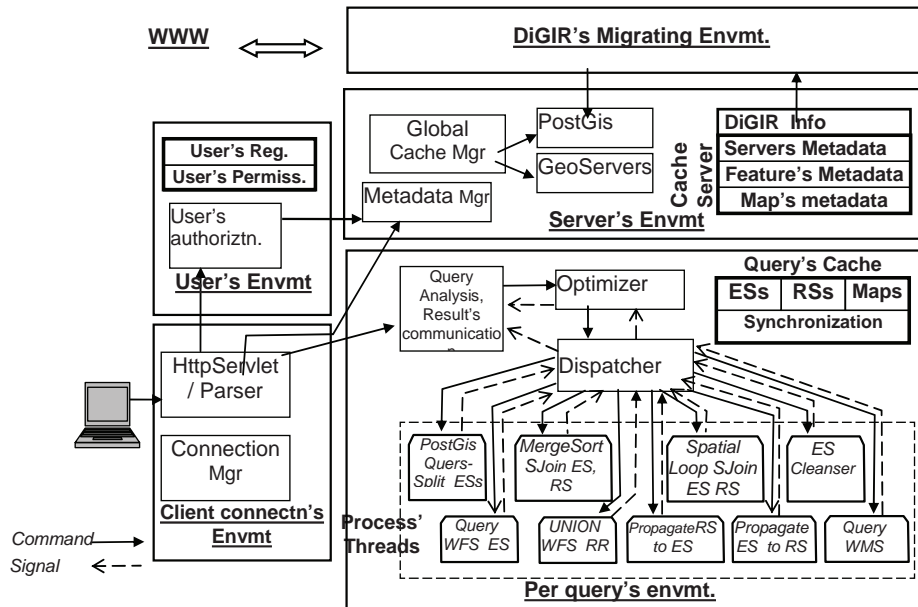 WWW
DiGIR's Migrating Envmt.
Global
Cache Mgr
PostGis
GeoServers
Metadata Mgr
Server's Envmt
Cache
Server
DiGIR Info
Servers Metadata
Feature's Metadata
Map's metadata
User's Reg.
User's Permiss.
User's
authoriztn.
User's Envmt
HttpServlet
/ Parser
Connection
Mgr
Client connectn's
Envmt
Command
Signal
Query
Analysis,
Result's
communicatio
n
Optimizer
Dispatcher
Query's Cache
ESs
RSs
Maps
Synchronization
PostGis
Quers-
Split ESs
MergeSort
SJoin ES,
RS
Spatial
Loop SJoin
ES RS
ES
Cleanser
Process'
Threads
Query
WFS ES
UNION
WFS RR
PropagateRS
to ES
Propagate
ES to RS
Query
WMS
Per query's envmt.